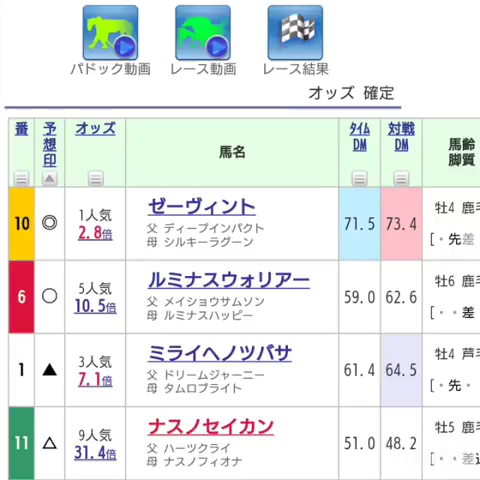 パドック動画 レース動画 レース結果
オッズ 確定
番 予想印 オッズ 馬名 タイムDM 対戦DM 馬齢 脚質
10 ◎ 1人気 2.8倍 ゼーヴィント 71.5 73.4 牡4 鹿毛
父 ディープインパクト
母 シルキーラグーン [・先差
6 ○ 5人気 10.5倍 ルミナスウォリアー 59.0 62.6 牡6 鹿毛
父 メイショウサムソン
母 ルミナスハッピー [・・差
1 ▲ 3人気 7.1倍 ミライヘノツバサ 61.4 64.5 牡4 芦毛
父 ドリームジャーニー
母 タムロブライト [・先・
11 △ 9人気 31.4倍 ナスノセイカン 51.0 48.2 牡5 鹿毛
父 ハーツクライ
母 ナスノフィオナ [・・差追